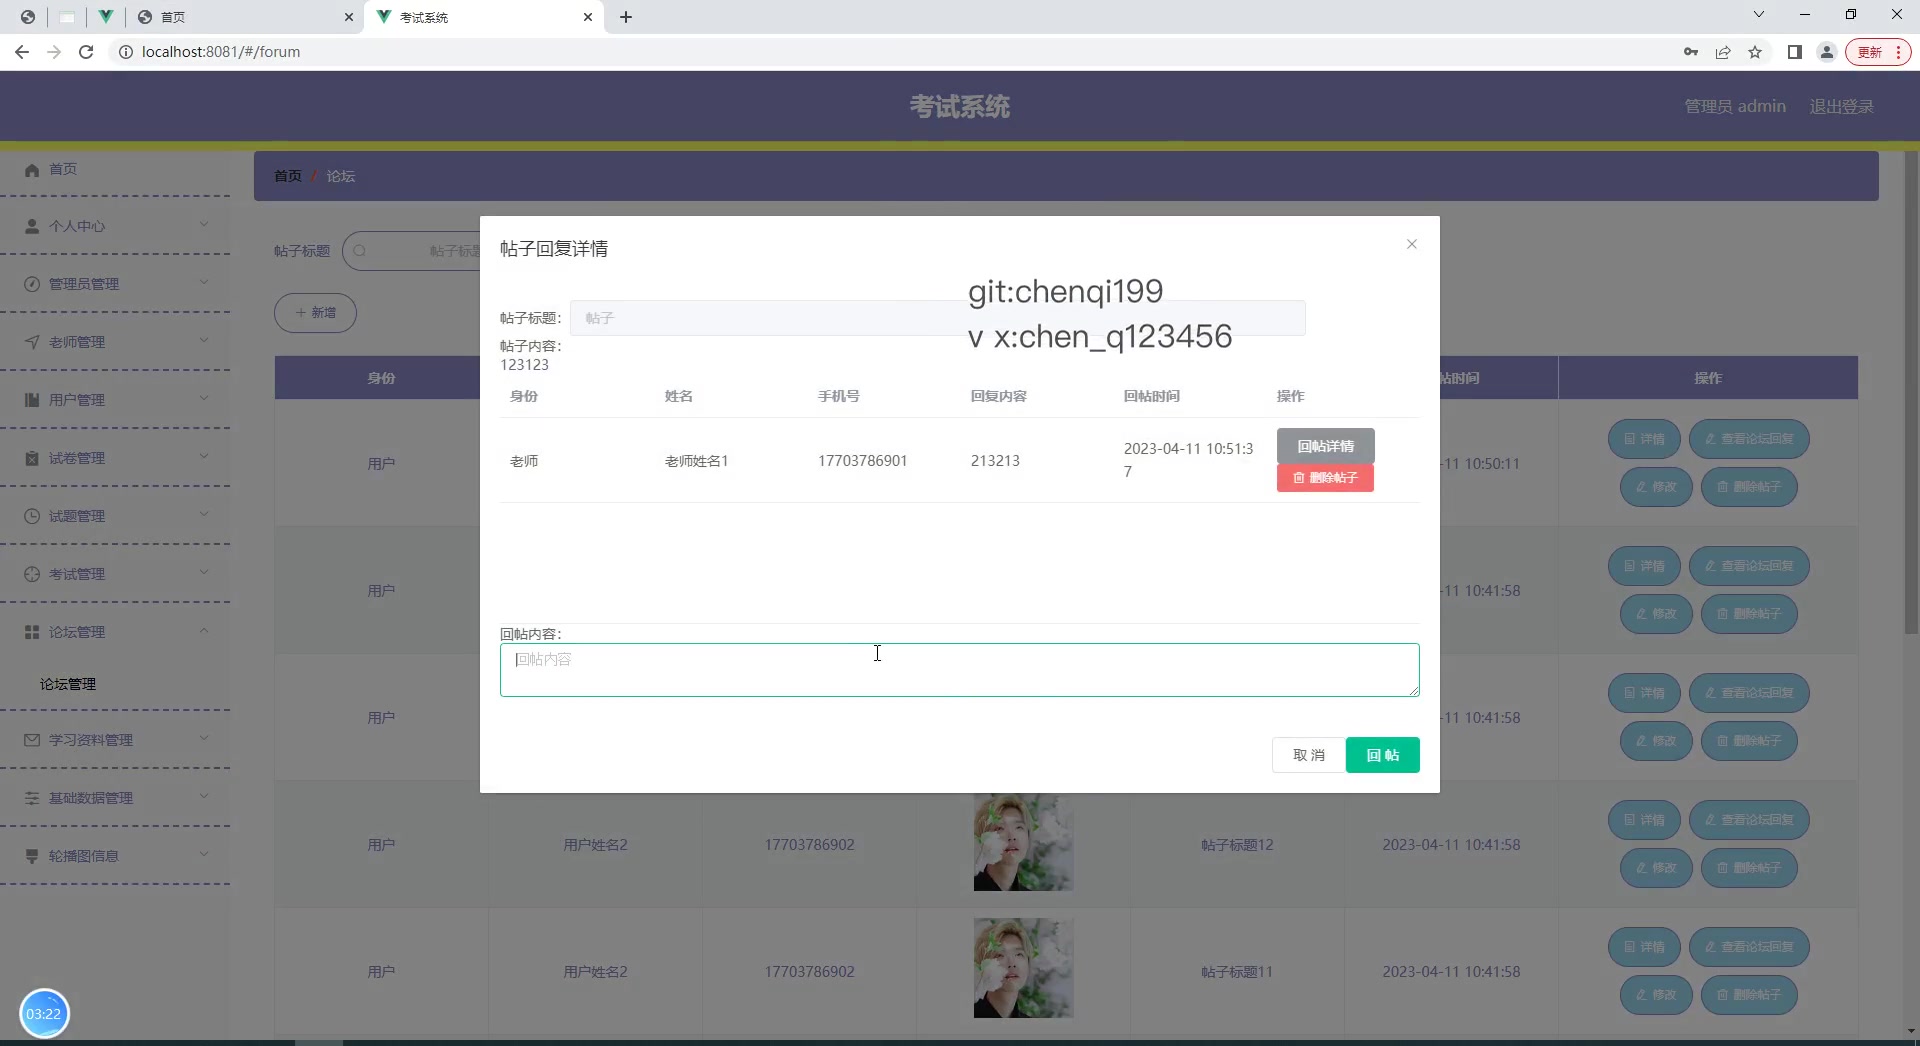 首页
考试系统
localhost:8081/#/forum
更新
考试系统
管理员 admin
退出登录
首页
个人中心
管理员管理
老师管理
用户管理
试卷管理
试题管理
考试管理
论坛管理
论坛管理
学习资料管理
基础数据管理
轮播图信息
首页 / 论坛
帖子标题
帖子标题
新增
帖子回复详情
git:chenqi199
v x:chen_q123456
帖子标题: 帖子
帖子内容:
123123
身份 姓名 手机号 回复内容 回帖时间 操作
老师 老师姓名1 17703786901 213213 2023-04-11 10:51:3
7
回帖详情
删除帖子
回帖内容:
回帖内容
取 消
回 帖
身份 帖时间 操作
用户 -11 10:50:11 详情 查看论坛回复
修改 删除帖子
用户 -11 10:41:58 详情 查看论坛回复
修改 删除帖子
用户 -11 10:41:58 详情 查看论坛回复
修改 删除帖子
用户 用户姓名2 17703786902 帖子标题12 2023-04-11 10:41:58 详情 查看论坛回复
修改 删除帖子
用户 用户姓名2 17703786902 帖子标题11 2023-04-11 10:41:58 详情 查看论坛回复
修改 删除帖子
03:22